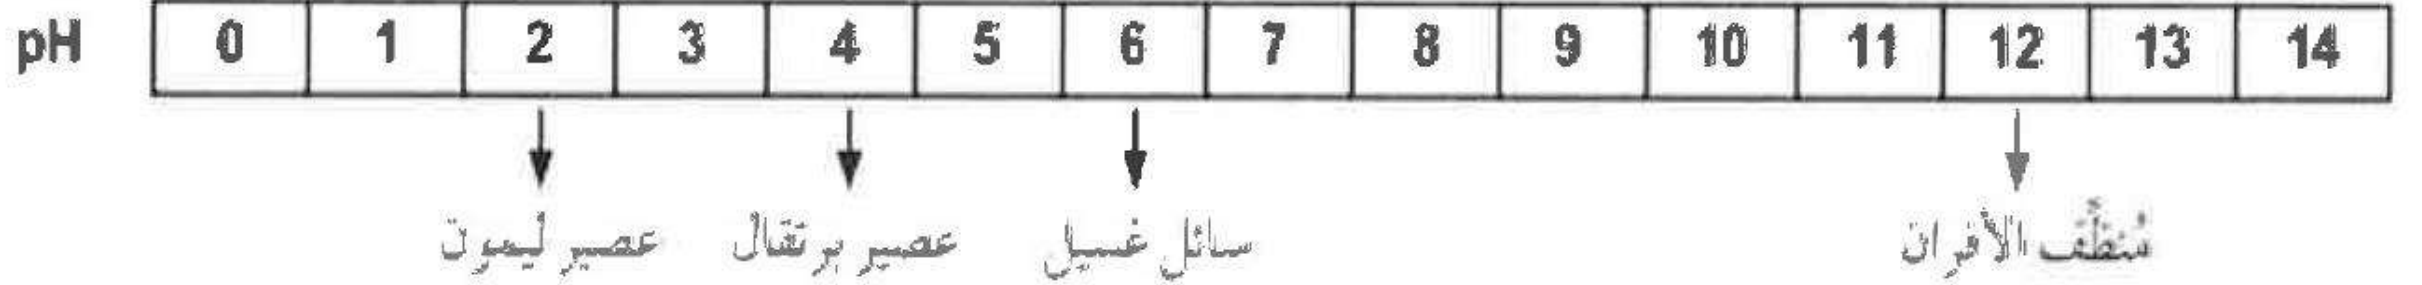 pH 0 1 2 3 4 5 6 7 8 9 10 11 12 13 14
عصير ليمون عصير برتقال سائل غسيل مُنظِّف الأفران